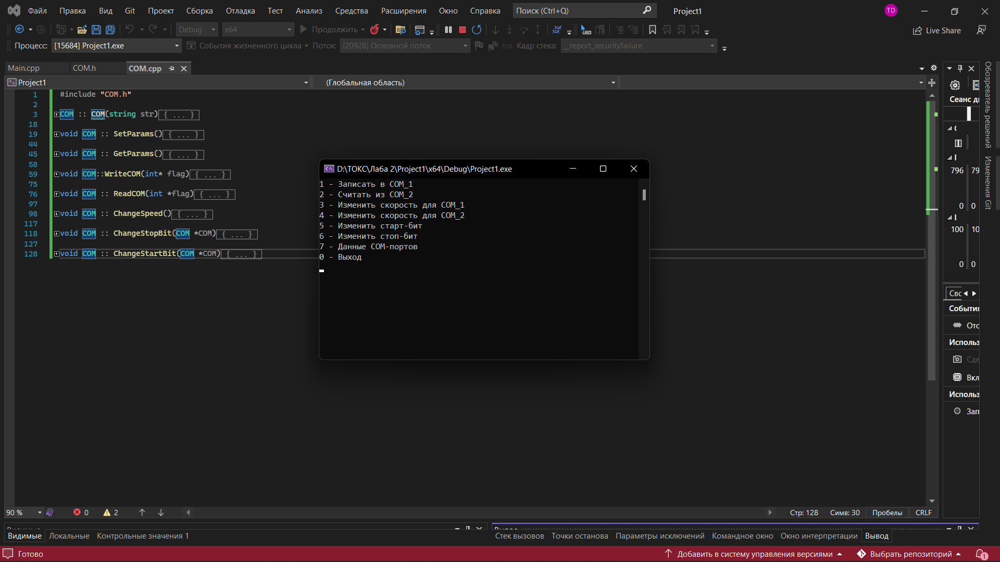 Файл Правка Вид Git Проект Сборка Отладка Тест Анализ Средства Расширения Окно Справка Поиск (Ctrl+Q) Project1 TD
Debug x64 Продолжить Live Share
Процесс: [15684] Project1.exe События жизненного цикла Поток: [20928] Основной поток Кадр стека: __report_securityfailure
Main.cpp COM.h COM.cpp
Project1 (Глобальная область)
1 #include "COM.h"
2
3 COM :: COM(string str){ ... }
18
19 void COM :: SetParams(){ ... }
44
45 void COM :: GetParams(){ ... }
58
59 void COM::WriteCOM(int* flag){ ... }
75
76 void COM :: ReadCOM(int *flag){ ... }
97
98 void COM :: ChangeSpeed(){ ... }
117
118 void COM :: ChangeStopBit(COM *COM){ ... }
127
128 void COM :: ChangeStartBit(COM *COM){ ... }
D:\ТОКС\Лаба 2\Project1\x64\Debug\Project1.exe
1 - Записать в COM_1
2 - Считать из COM_2
3 - Изменить скорость для COM_1
4 - Изменить скорость для COM_2
5 - Изменить старт-бит
6 - Изменить стоп-бит
7 - Данные COM-портов
0 - Выход
Сеанс
796 79
0 0
100 10
0 0
События
Обозреватель решений
Изменения Git
90 % 0 2 Стр: 128 Симв: 30 Пробелы CRLF
Видимые Локальные Контрольные значения 1 Стек вызовов Точки останова Параметры исключений Командное окно Окно интерпретации Вывод
Готово Добавить в систему управления версиями Выбрать репозиторий 1